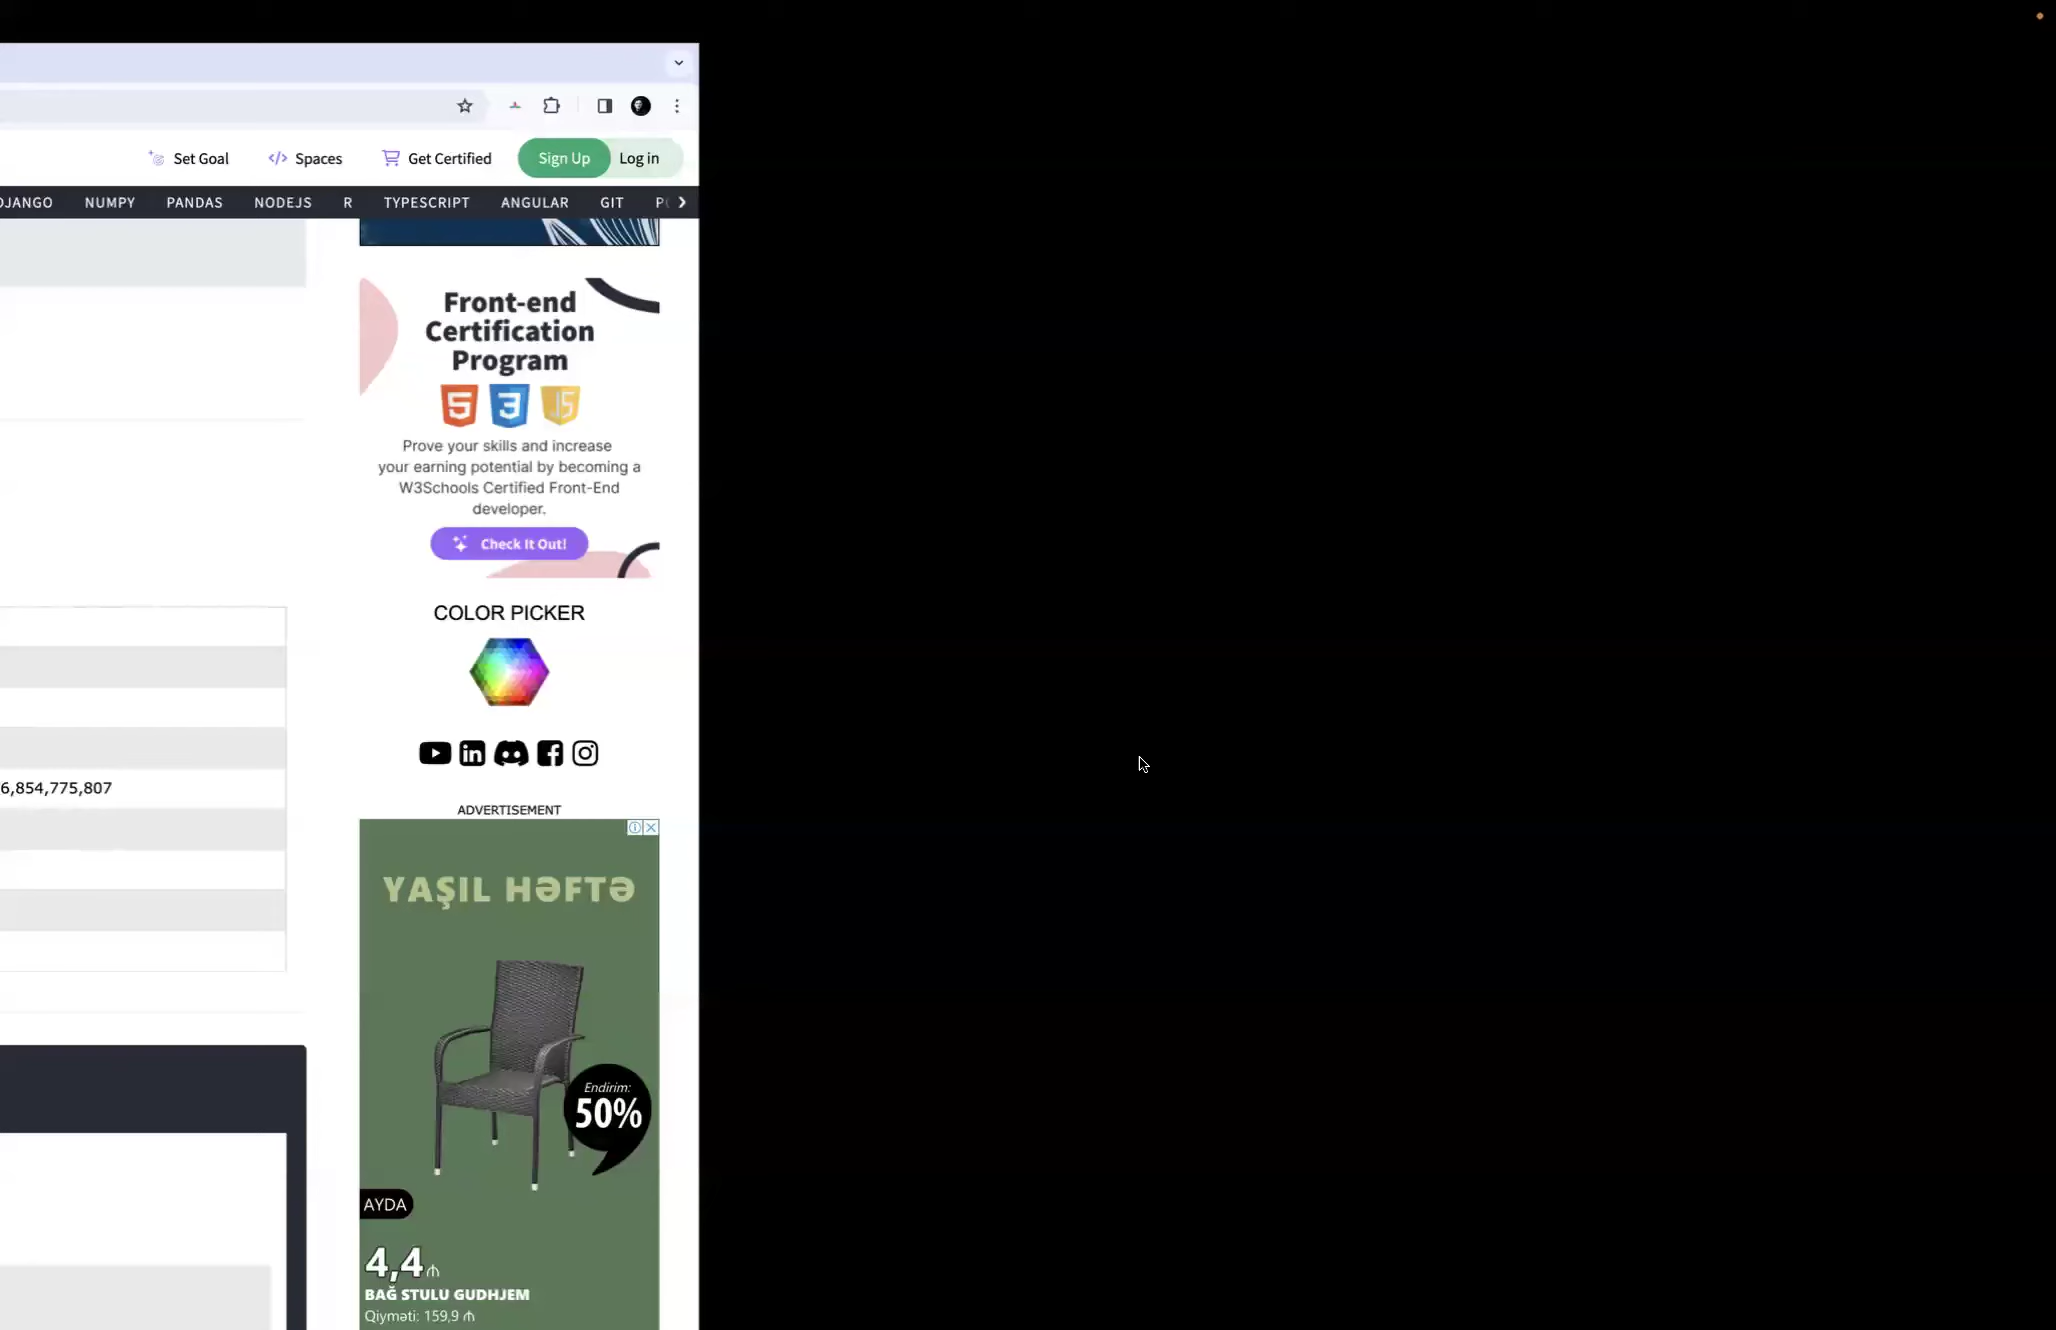 Set Goal
Spaces
Get Certified
Sign Up
Log in
DJANGO NUMPY PANDAS NODEJS R TYPESCRIPT ANGULAR GIT
Front-end
Certification
Program
Prove your skills and increase
your earning potential by becoming a
W3Schools Certified Front-End
developer.
Check It Out!
COLOR PICKER
6,854,775,807
ADVERTISEMENT
YAŞIL HƏFTƏ
Endirim:
50%
AYDA
4,4₼
BAĞ STULU GUDHJEM
Qiyməti: 159,9 ₼